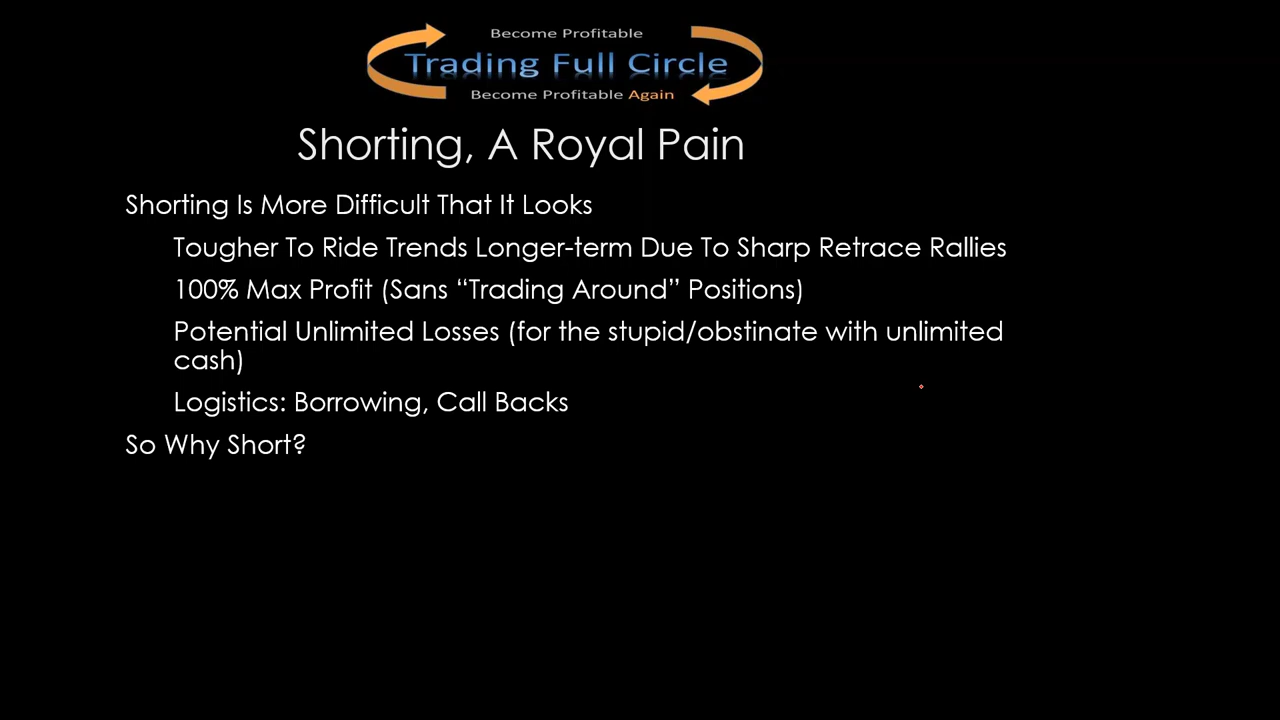 Become Profitable
Trading Full Circle
Become Profitable Again
Shorting, A Royal Pain
Shorting Is More Difficult That It Looks
Tougher To Ride Trends Longer-term Due To Sharp Retrace Rallies
100% Max Profit (Sans “Trading Around” Positions)
Potential Unlimited Losses (for the stupid/obstinate with unlimited
cash)
Logistics: Borrowing, Call Backs
So Why Short?